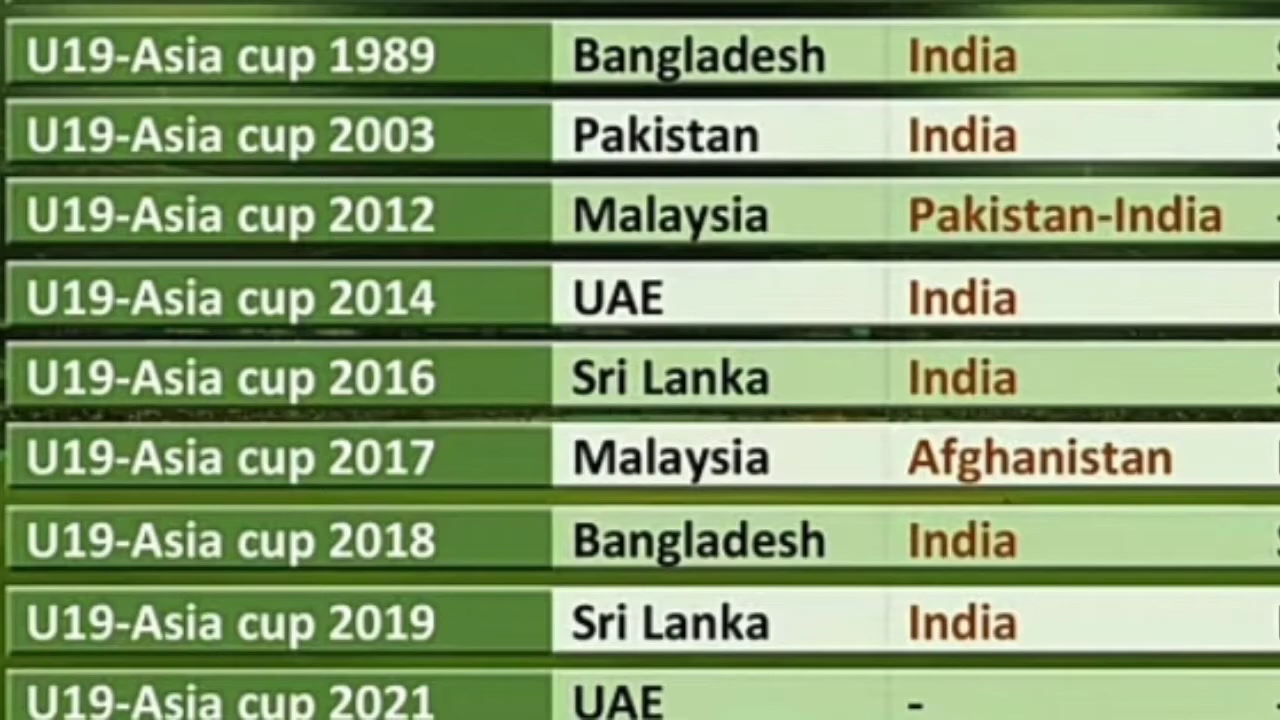 U19-Asia cup 1989 Bangladesh India
U19-Asia cup 2003 Pakistan India
U19-Asia cup 2012 Malaysia Pakistan-India
U19-Asia cup 2014 UAE India
U19-Asia cup 2016 Sri Lanka India
U19-Asia cup 2017 Malaysia Afghanistan
U19-Asia cup 2018 Bangladesh India
U19-Asia cup 2019 Sri Lanka India
U19-Asia cup 2021 UAE -